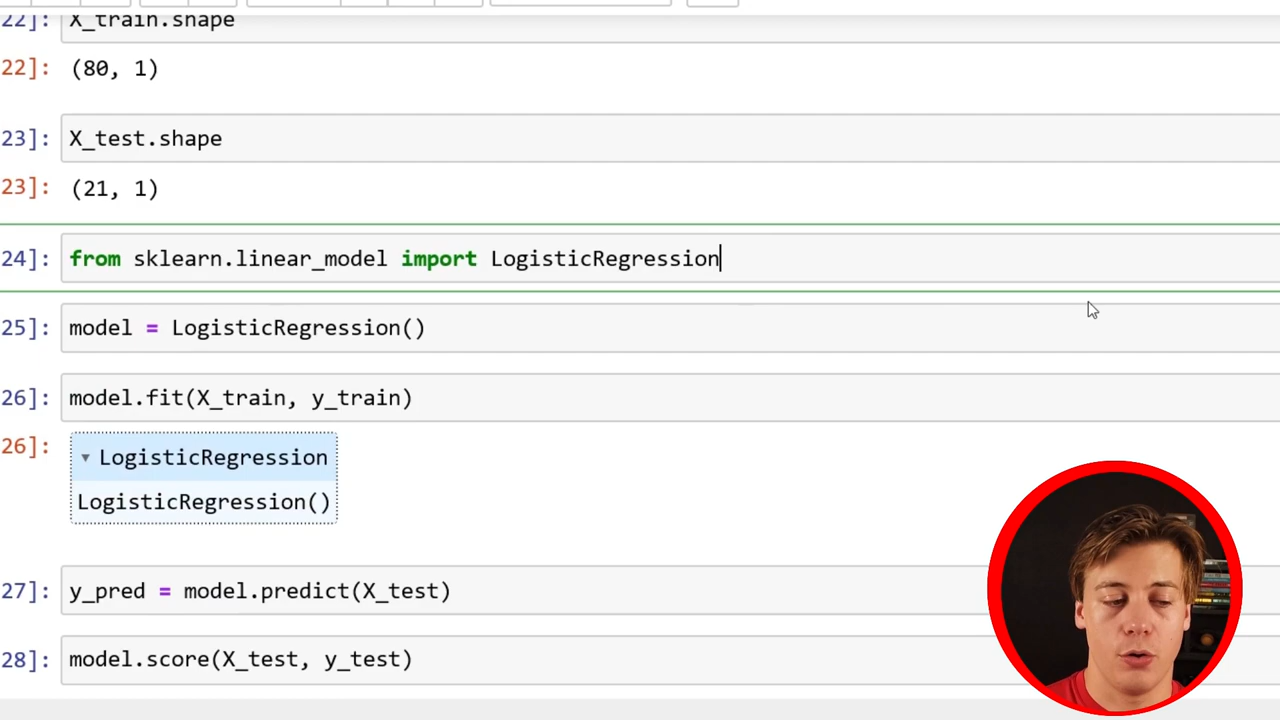 22]: X_train.shape
22]: (80, 1)
23]: X_test.shape
23]: (21, 1)
24]: from sklearn.linear_model import LogisticRegression
25]: model = LogisticRegression()
26]: model.fit(X_train, y_train)
26]: ▾ LogisticRegression
LogisticRegression()
27]: y_pred = model.predict(X_test)
28]: model.score(X_test, y_test)